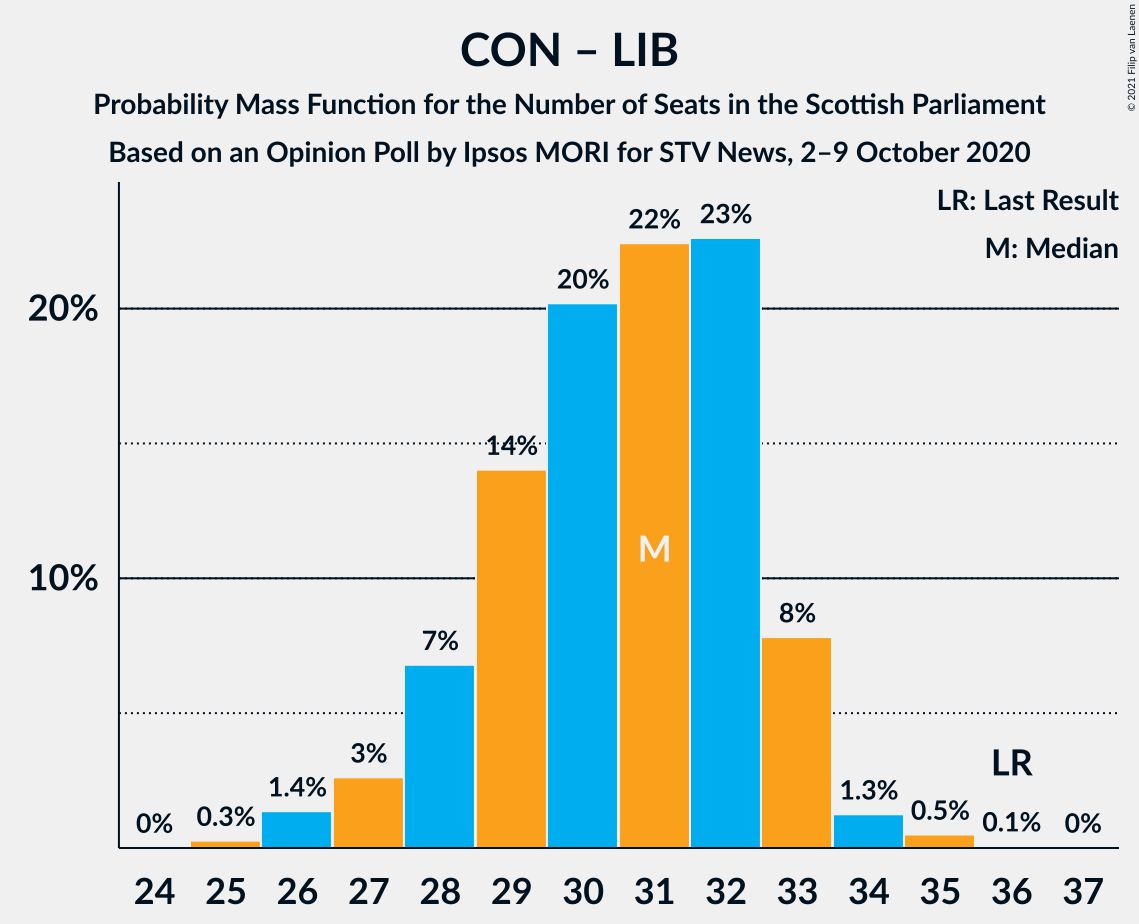 CON – LIB
Probability Mass Function for the Number of Seats in the Scottish Parliament
Based on an Opinion Poll by Ipsos MORI for STV News, 2–9 October 2020
© 2021 Filip van Laenen
LR: Last Result
M: Median
20%
10%
0%
0.3%
1.4%
3%
7%
14%
20%
22%
23%
8%
1.3%
0.5%
0.1%
0%
M
LR
24 25 26 27 28 29 30 31 32 33 34 35 36 37